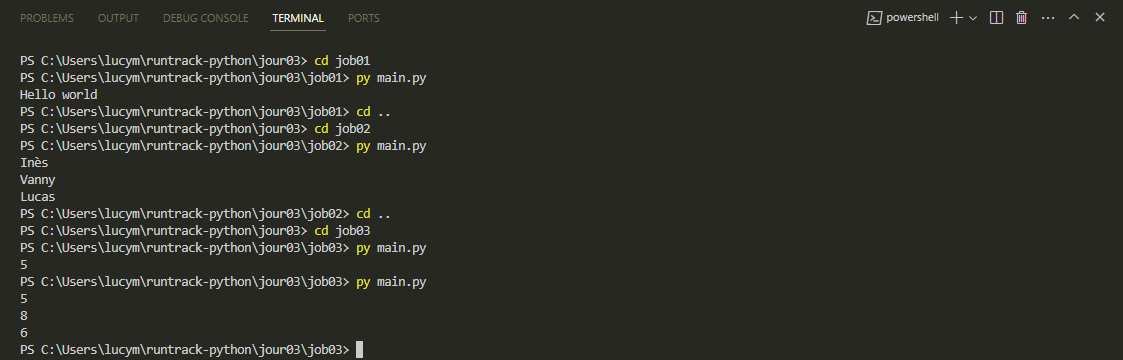 PROBLEMS OUTPUT DEBUG CONSOLE TERMINAL PORTS powershell
PS C:\Users\lucym\runtrack-python\jour03> cd job01
PS C:\Users\lucym\runtrack-python\jour03\job01> py main.py
Hello world
PS C:\Users\lucym\runtrack-python\jour03\job01> cd ..
PS C:\Users\lucym\runtrack-python\jour03> cd job02
PS C:\Users\lucym\runtrack-python\jour03\job02> py main.py
Inès
Vanny
Lucas
PS C:\Users\lucym\runtrack-python\jour03\job02> cd ..
PS C:\Users\lucym\runtrack-python\jour03> cd job03
PS C:\Users\lucym\runtrack-python\jour03\job03> py main.py
5
PS C:\Users\lucym\runtrack-python\jour03\job03> py main.py
5
8
6
PS C:\Users\lucym\runtrack-python\jour03\job03>